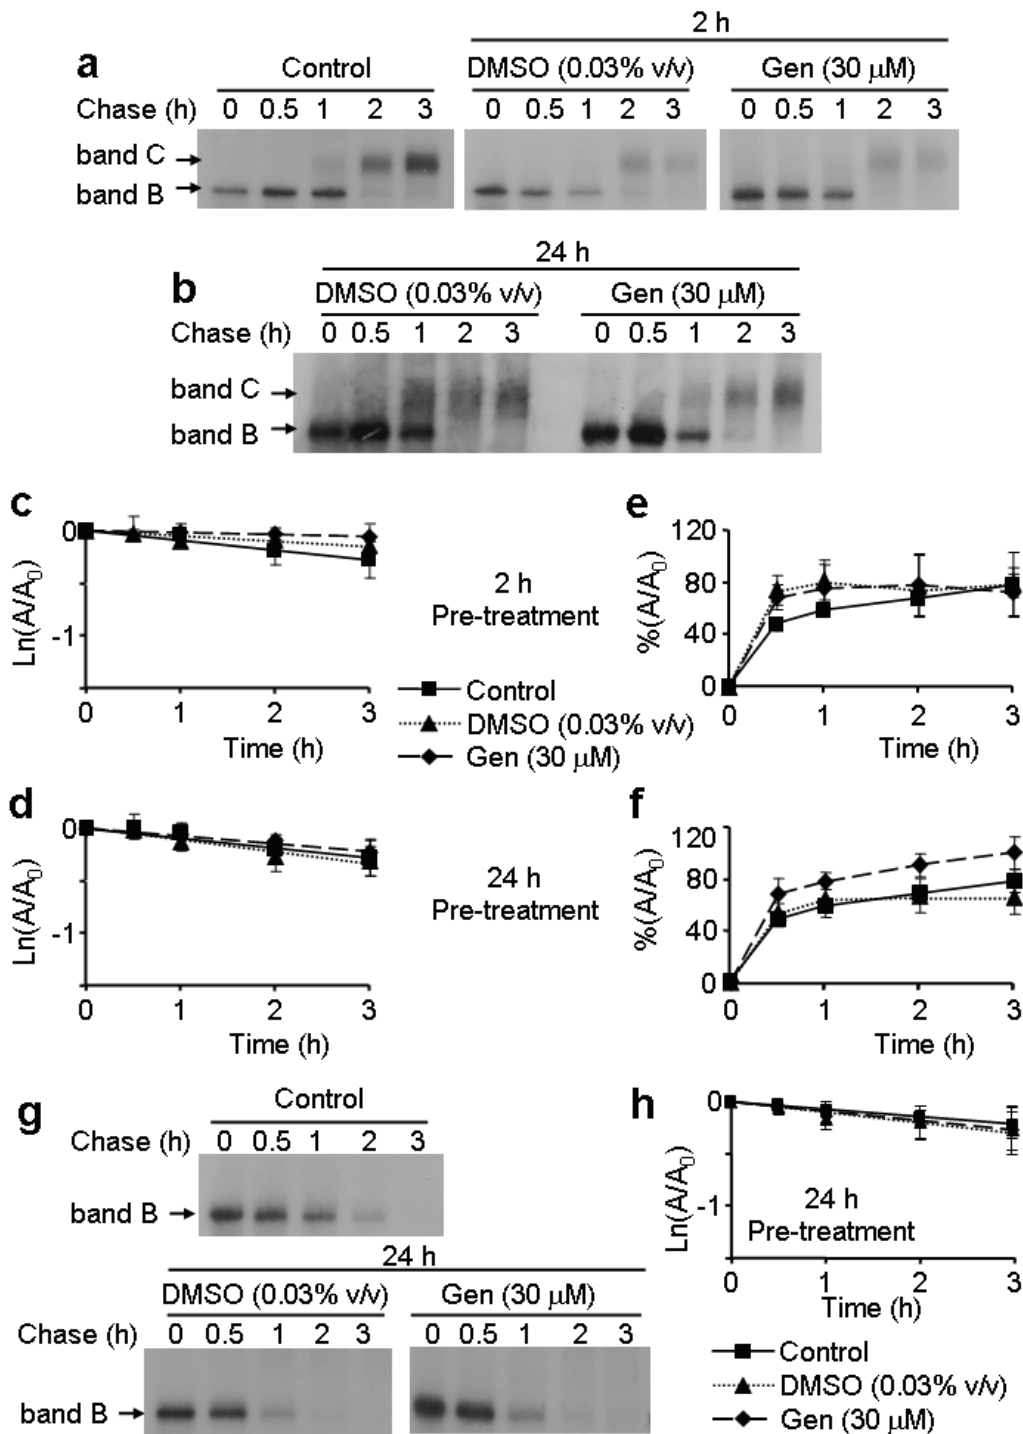 2 h
a
Control
DMSO (0.03% v/v)
Gen (30 μM)
Chase (h) 0 0.5 1 2 3 0 0.5 1 2 3 0 0.5 1 2 3
band C
band B
24 h
b
DMSO (0.03% v/v)
Gen (30 μM)
Chase (h) 0 0.5 1 2 3 0 0.5 1 2 3
band C
band B
c
0
-1
Ln(A/A0)
0 1 2 3
Time (h)
2 h
Pre-treatment
e
120
80
40
0
%(A/A0)
0 1 2 3
Time (h)
Control
DMSO (0.03% v/v)
Gen (30 μM)
d
0
-1
Ln(A/A0)
0 1 2 3
Time (h)
24 h
Pre-treatment
f
120
80
40
0
%(A/A0)
0 1 2 3
Time (h)
g
Control
Chase (h) 0 0.5 1 2 3
band B
24 h
DMSO (0.03% v/v)
Gen (30 μM)
Chase (h) 0 0.5 1 2 3 0 0.5 1 2 3
band B
h
0
-1
Ln(A/A0)
24 h
Pre-treatment
0 1 2 3
Time (h)
Control
DMSO (0.03% v/v)
Gen (30 μM)